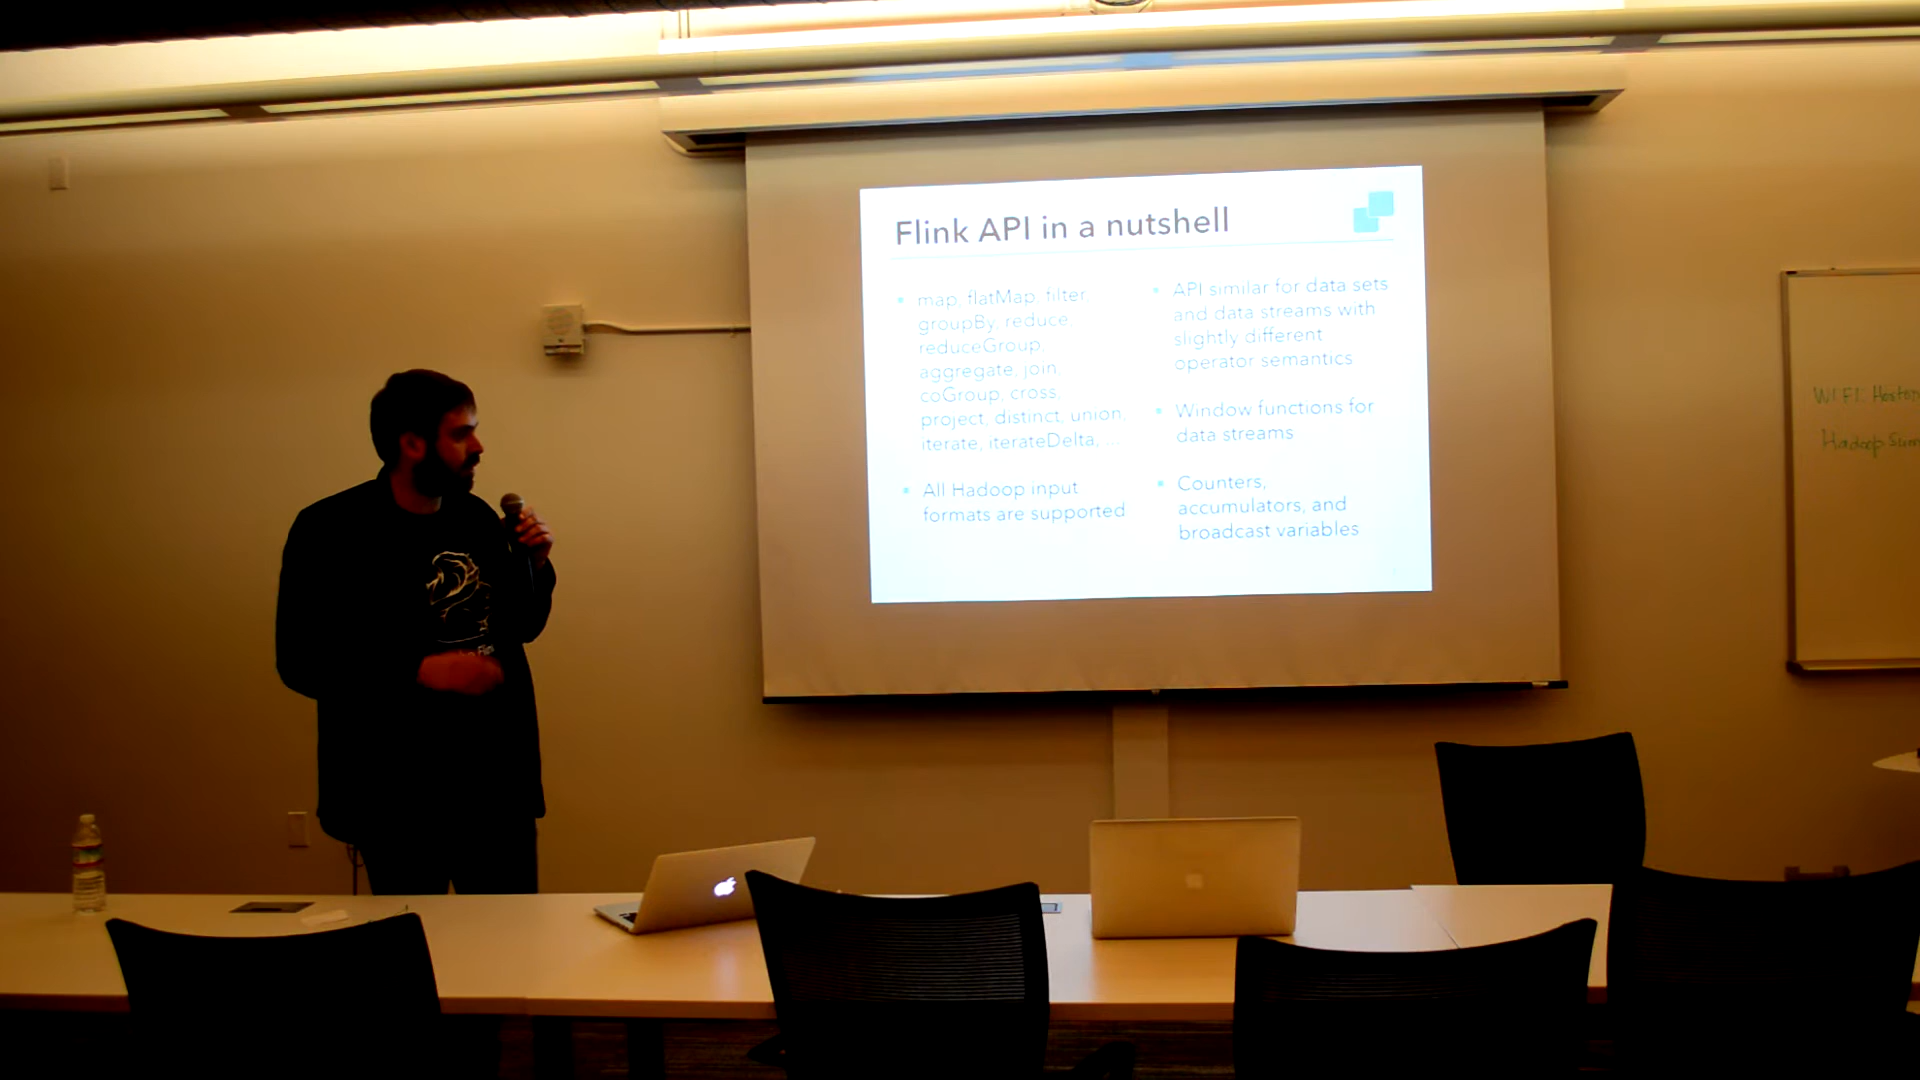 Flink API in a nutshell
map, flatMap, filter,
groupBy, reduce,
reduceGroup,
aggregate, join,
coGroup, cross,
project, distinct, union,
iterate, iterateDelta, ...
All Hadoop input
formats are supported
API similar for data sets
and data streams with
slightly different
operator semantics
Window functions for
data streams
Counters,
accumulators, and
broadcast variables
WIFI: Horton
Hadoop Sum